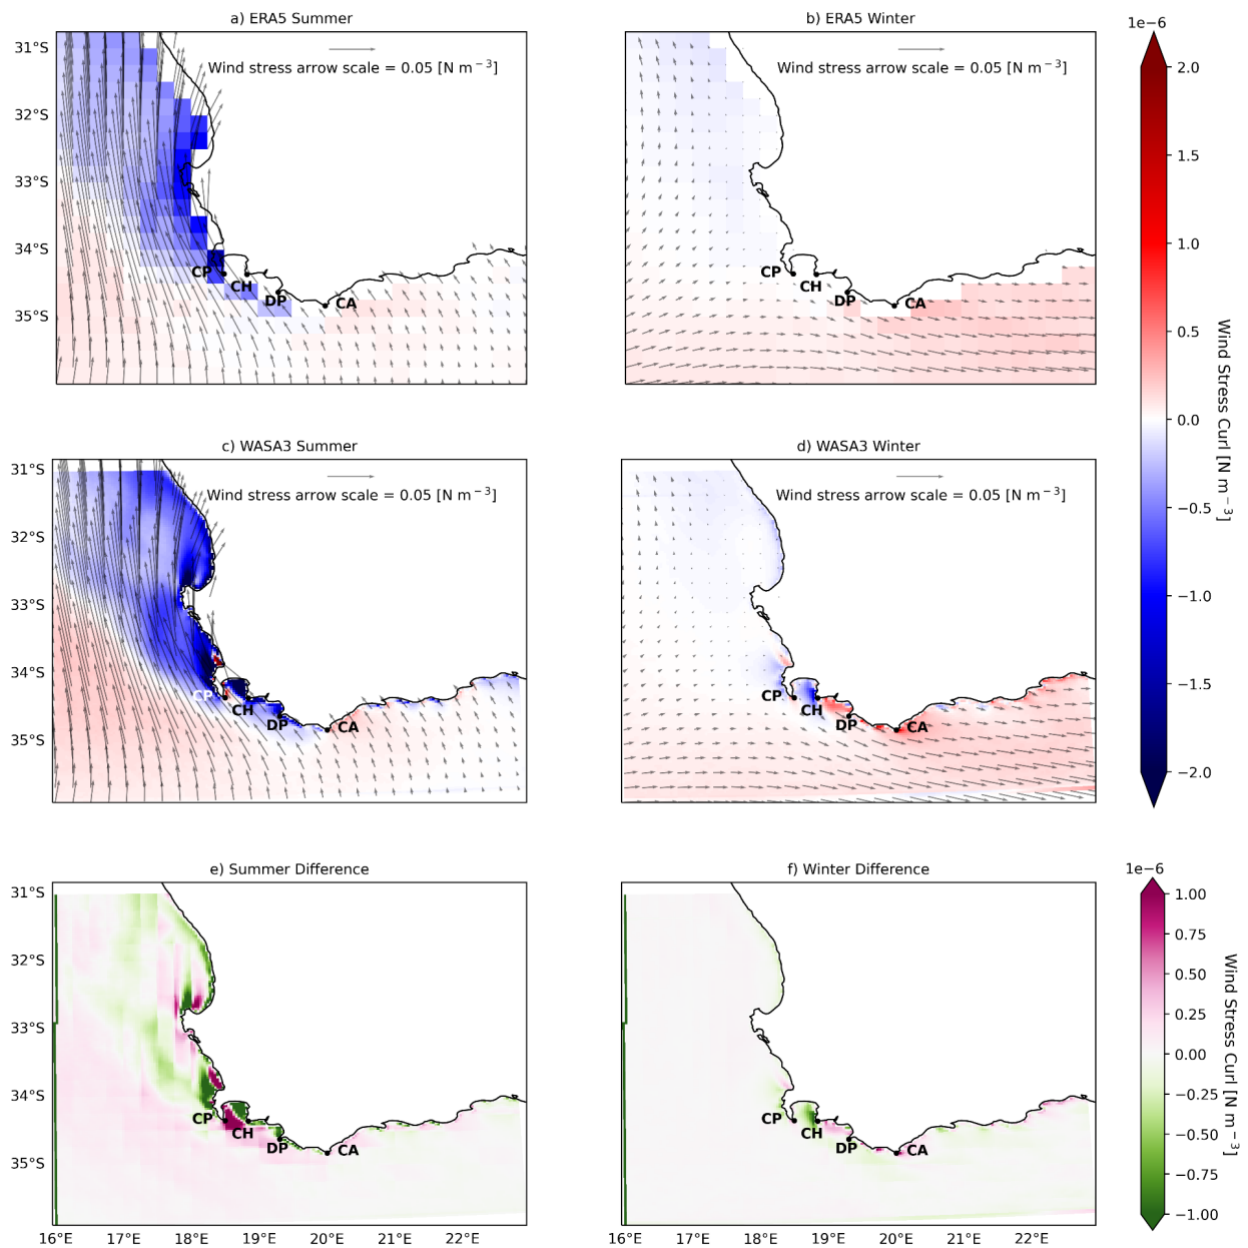 a) ERA5 Summer
b) ERA5 Winter
1e−6
31°S
32°S
33°S
34°S
35°S
Wind stress arrow scale = 0.05 [N m⁻³]
CP
CH
DP
CA
Wind stress arrow scale = 0.05 [N m⁻³]
CP
CH
DP
CA
2.0
1.5
1.0
0.5
0.0
−0.5
−1.0
−1.5
−2.0
Wind Stress Curl [N m⁻³]
c) WASA3 Summer
d) WASA3 Winter
31°S
32°S
33°S
34°S
35°S
Wind stress arrow scale = 0.05 [N m⁻³]
CP
CH
DP
CA
Wind stress arrow scale = 0.05 [N m⁻³]
CP
CH
DP
CA
e) Summer Difference
f) Winter Difference
1e−6
31°S
32°S
33°S
34°S
35°S
CP
CH
DP
CA
CP
CH
DP
CA
1.00
0.75
0.50
0.25
0.00
−0.25
−0.50
−0.75
−1.00
Wind Stress Curl [N m⁻³]
16°E 17°E 18°E 19°E 20°E 21°E 22°E
16°E 17°E 18°E 19°E 20°E 21°E 22°E